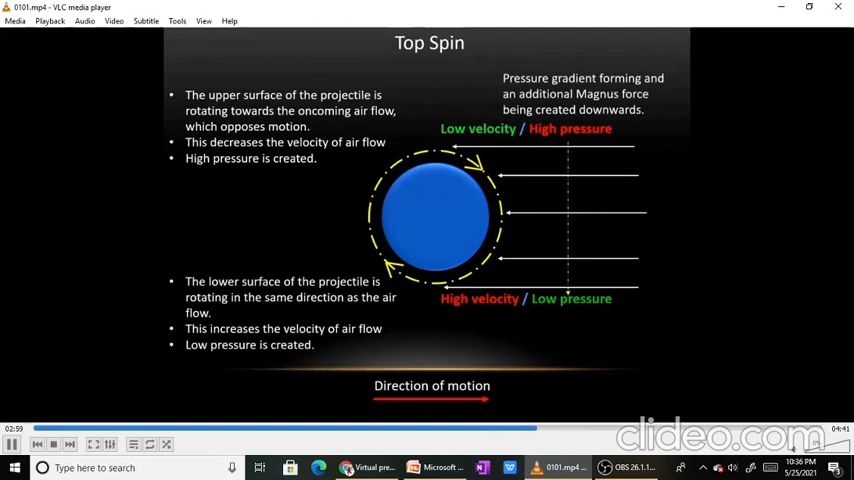 0101.mp4 - VLC media player
Media Playback Audio Video Subtitle Tools View Help
Top Spin
• The upper surface of the projectile is
rotating towards the oncoming air flow,
which opposes motion.
• This decreases the velocity of air flow
• High pressure is created.
Pressure gradient forming and
an additional Magnus force
being created downwards.
Low velocity / High pressure
• The lower surface of the projectile is
rotating in the same direction as the air
flow.
• This increases the velocity of air flow
• Low pressure is created.
High velocity / Low pressure
Direction of motion
clideo.com
2:59
4:41
Type here to search
Virtual pre...
Microsoft ...
0101.mp4 ...
OBS 26.1.1...
10:36 PM
5/25/2021
3